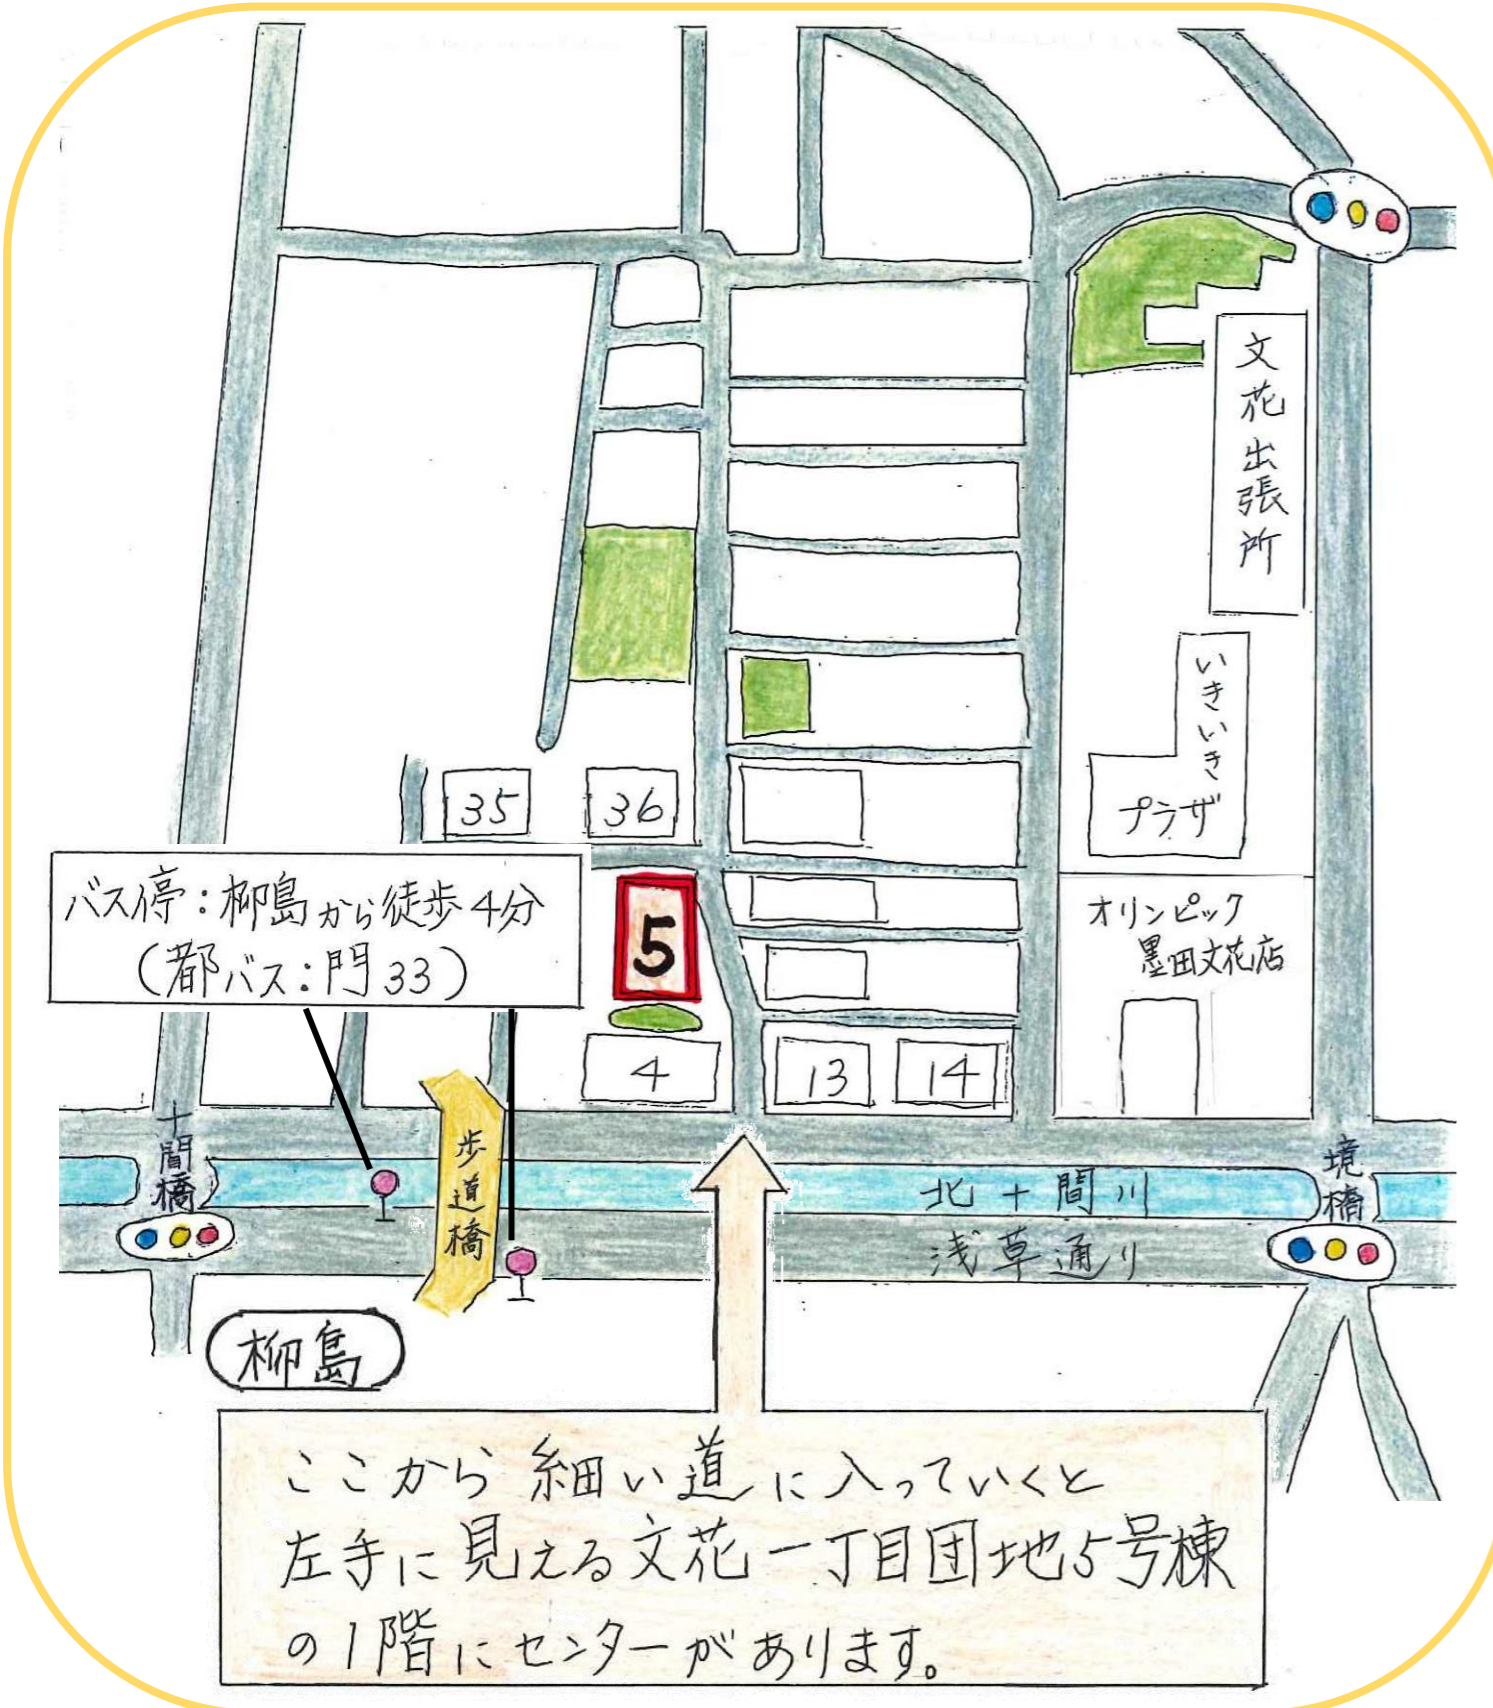 文花出張所
いきいき
プラザ
35
36
バス停：柳島から徒歩4分
（都バス：門33）
5
オリンピック
墨田文花店
4
13
14
十間橋
歩道橋
北十間川
境橋
浅草通り
柳島
ここから細い道に入っていくと
左手に見える文花一丁目団地5号棟
の1階にセンターがあります。